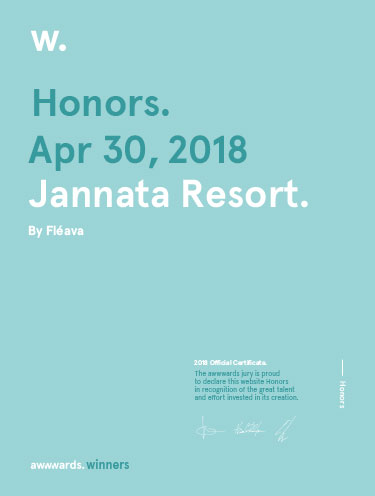 w.
Honors.
Apr 30, 2018
Jannata Resort.
By Fléava
2018 Official Certificate.
The awwwards jury is proud
to declare this website Honors
in recognition of the great talent
and effort invested in its creation.
Honors
awwwards.winners